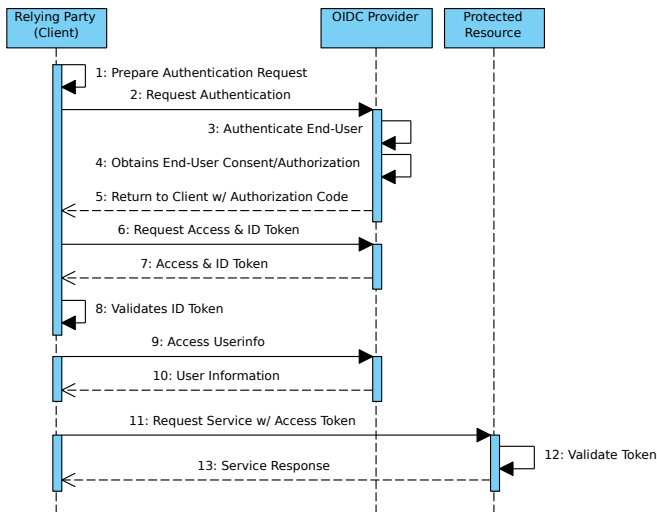 Relying Party
(Client)
OIDC Provider
Protected
Resource
1: Prepare Authentication Request
2: Request Authentication
3: Authenticate End-User
4: Obtains End-User Consent/Authorization
5: Return to Client w/ Authorization Code
6: Request Access & ID Token
7: Access & ID Token
8: Validates ID Token
9: Access Userinfo
10: User Information
11: Request Service w/ Access Token
12: Validate Token
13: Service Response